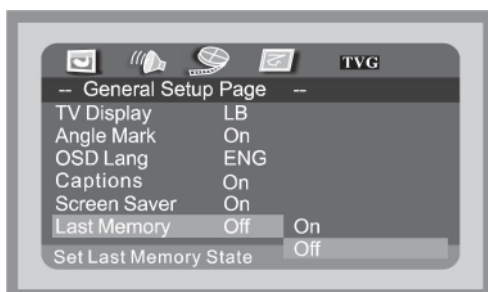 TVG
-- General Setup Page --
TV Display LB
Angle Mark On
OSD Lang ENG
Captions On
Screen Saver On
Last Memory Off On
Set Last Memory State Off